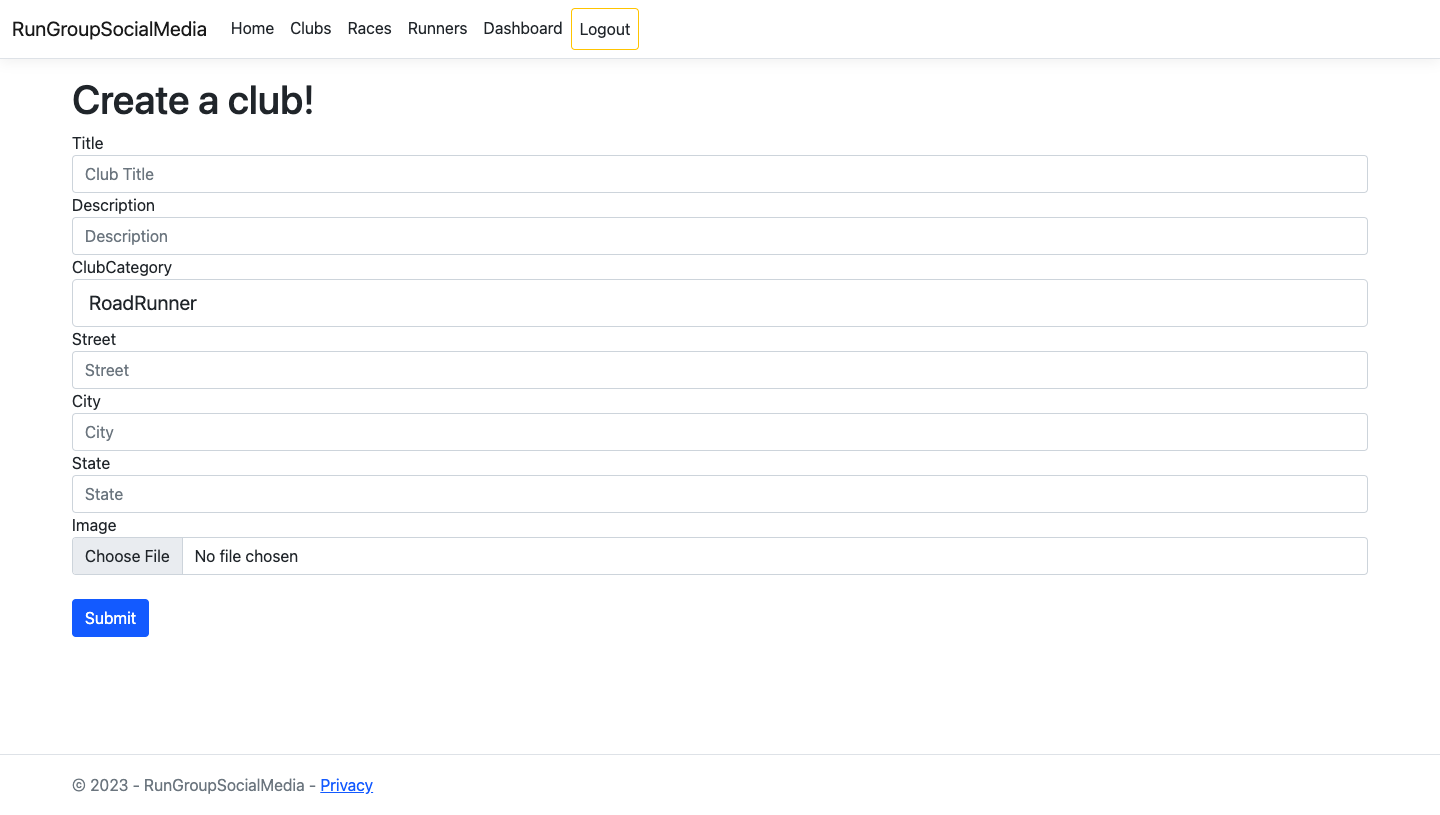 RunGroupSocialMedia Home Clubs Races Runners Dashboard Logout
Create a club!
Title
Club Title
Description
Description
ClubCategory
RoadRunner
Street
Street
City
City
State
State
Image
Choose File No file chosen
Submit
© 2023 - RunGroupSocialMedia - Privacy